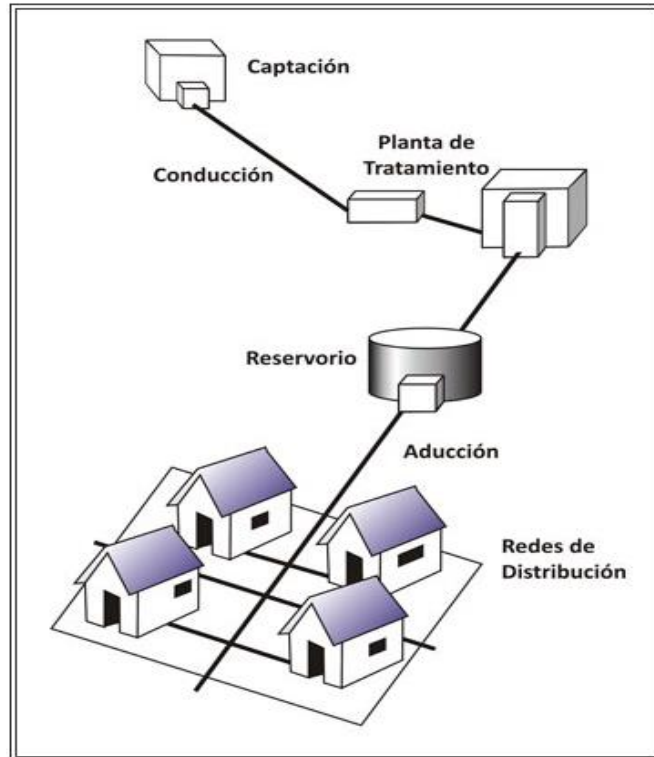 Captación
Planta de
Tratamiento
Conducción
Reservorio
Aducción
Redes de
Distribución